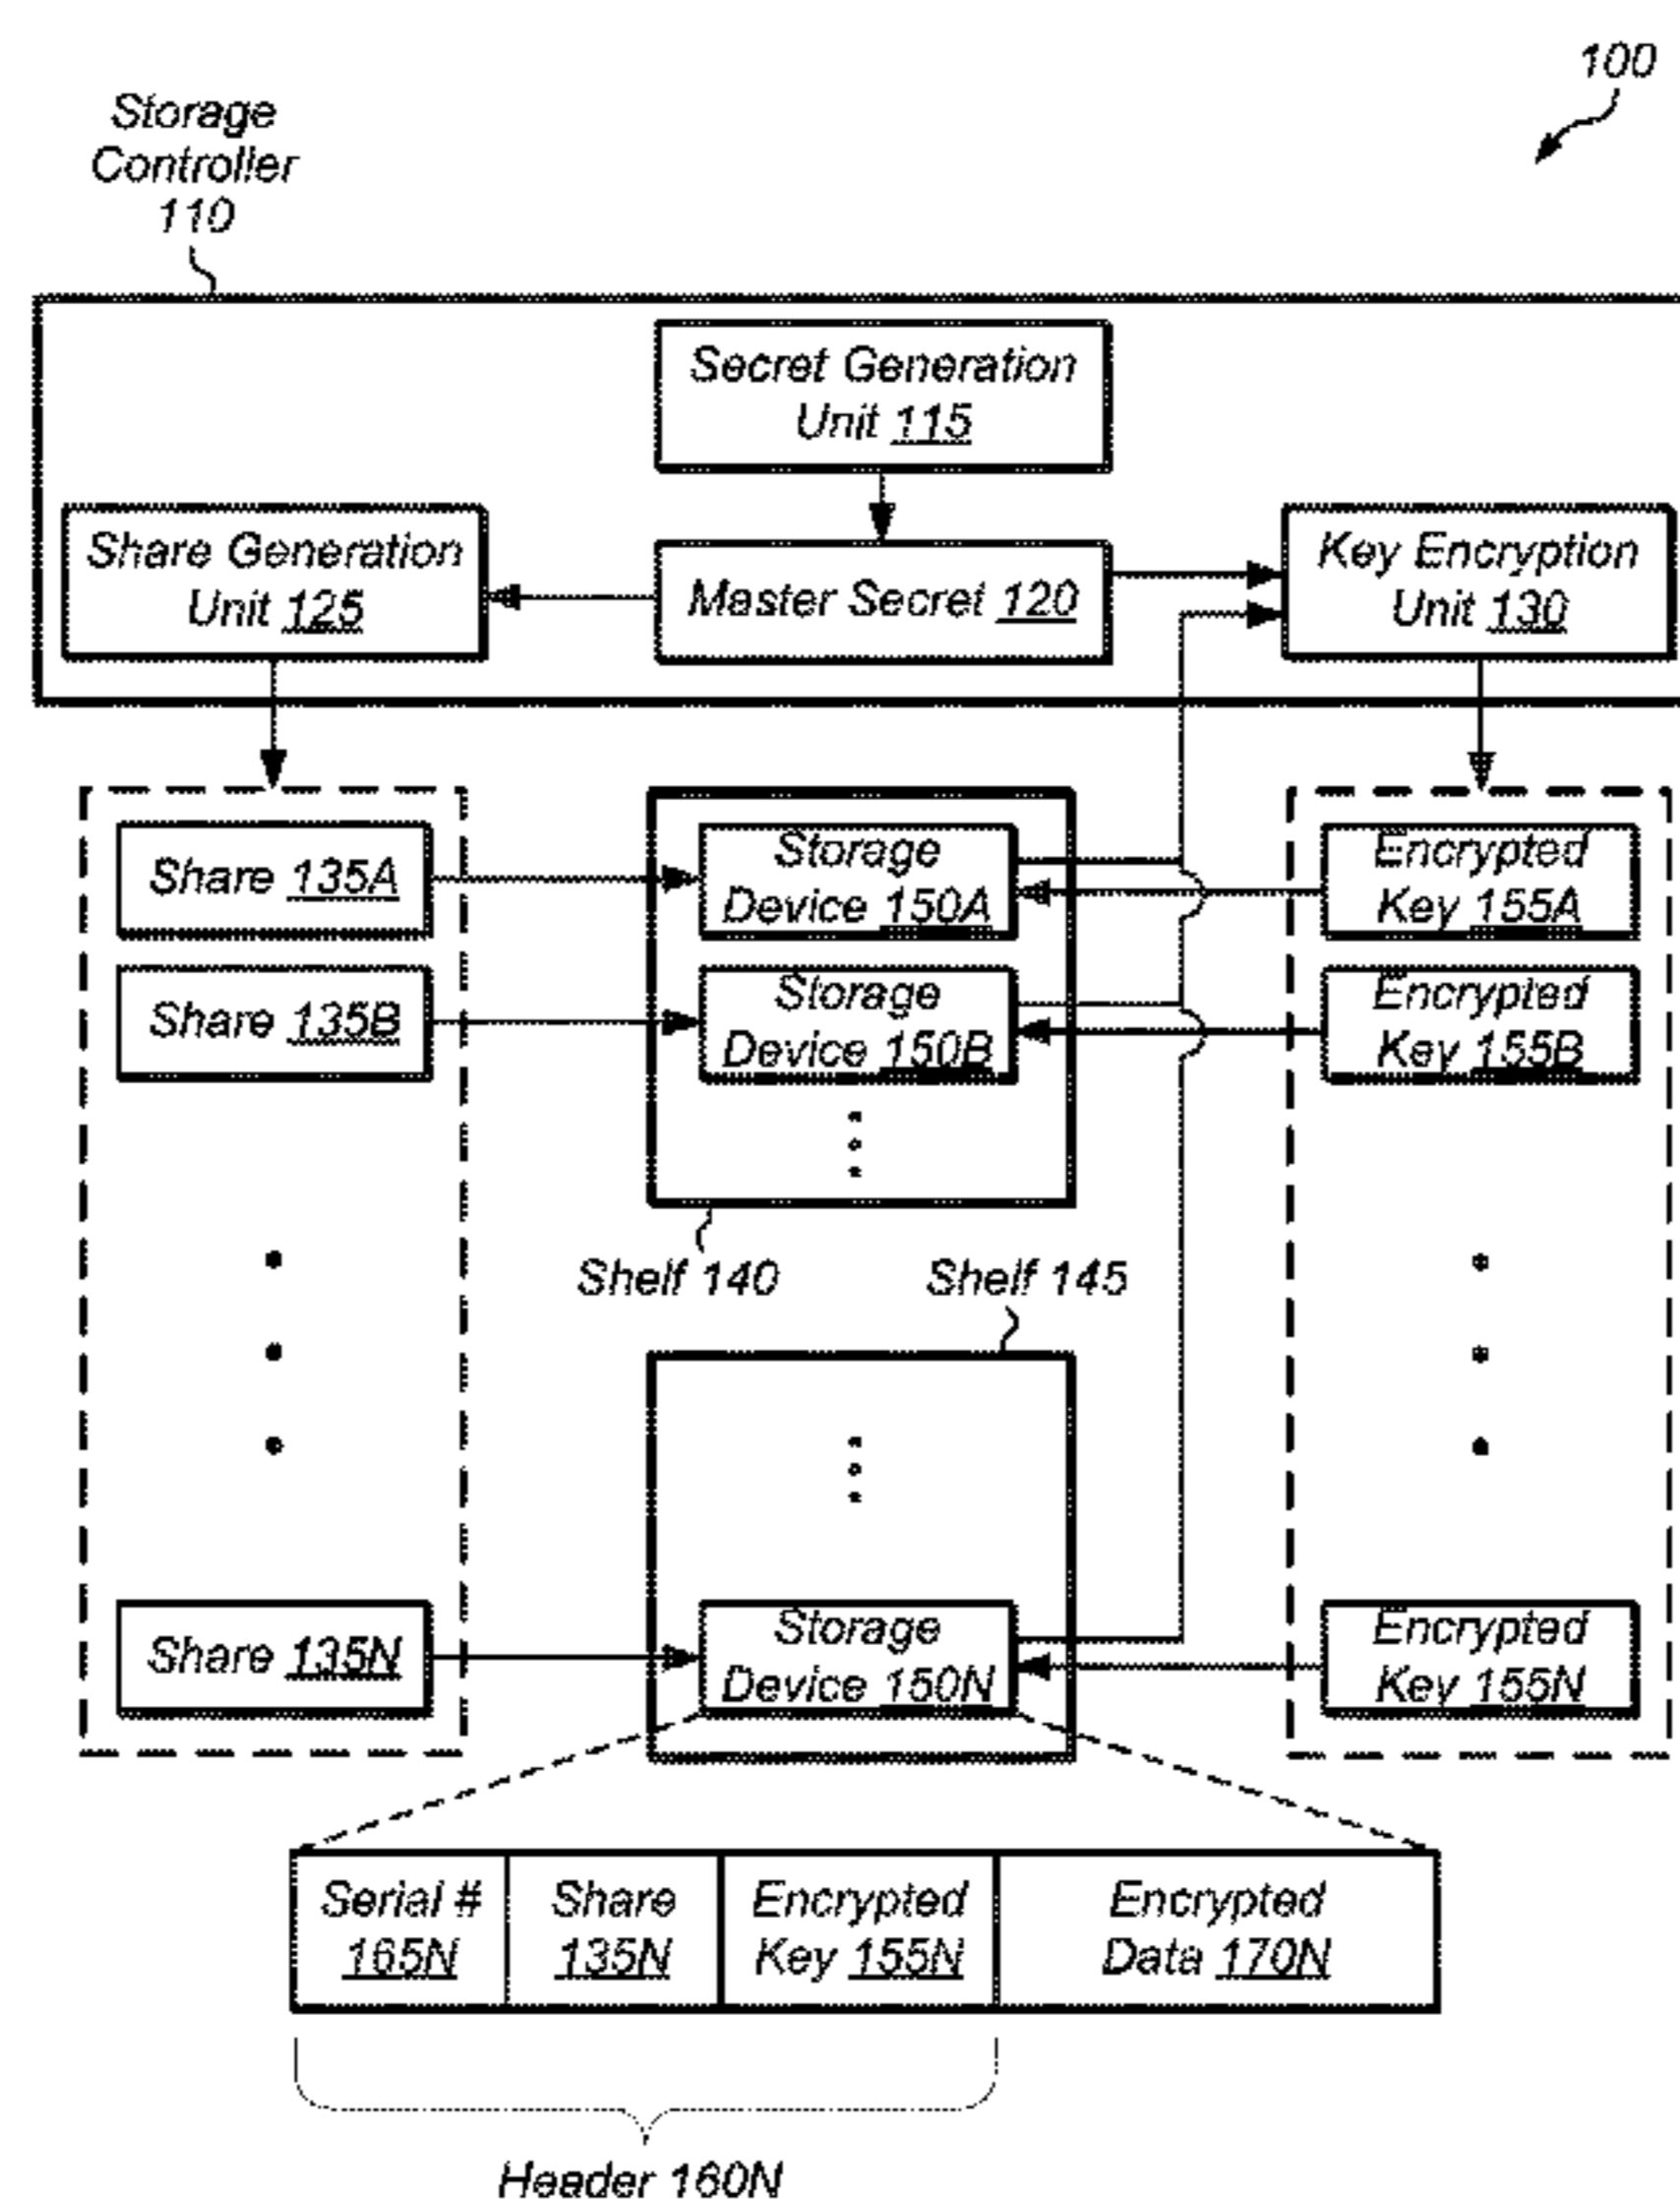 100
Storage
Controller
110
Secret Generation
Unit 115
Share Generation
Unit 125
Master Secret 120
Key Encryption
Unit 130
Share 135A
Storage
Device 150A
Encrypted
Key 155A
Share 135B
Storage
Device 150B
Encrypted
Key 155B
Shelf 140
Shelf 145
Share 135N
Storage
Device 150N
Encrypted
Key 155N
Serial #
165N
Share
135N
Encrypted
Key 155N
Encrypted
Data 170N
Header 160N